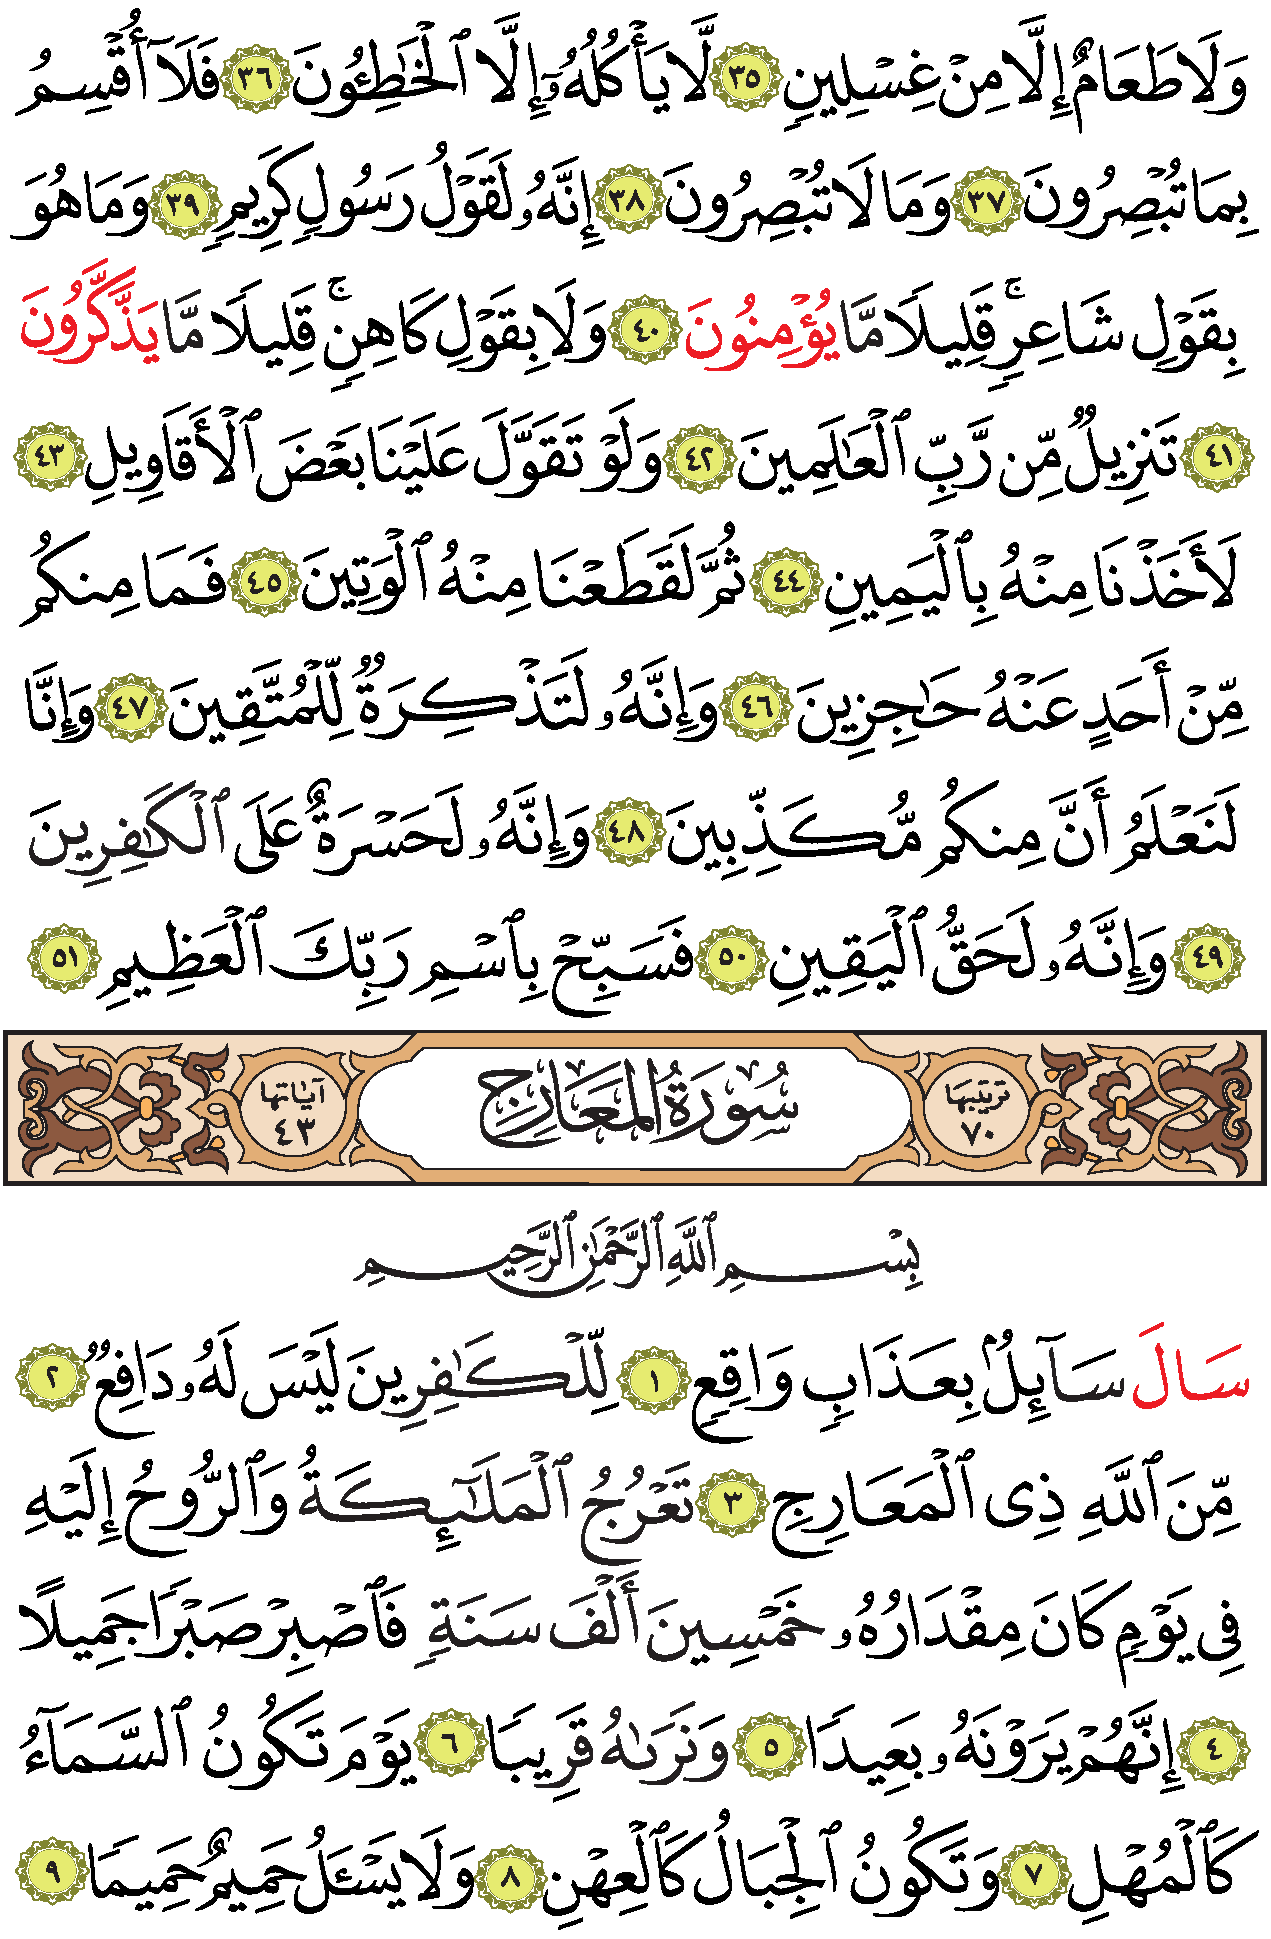 وَلَا طَعَامٌ إِلَّا مِنْ غِسْلِينٍ ٣٥ لَّا يَأْكُلُهُۥٓ إِلَّا ٱلْخَٰطِـُٔونَ ٣٦ فَلَآ أُقْسِمُ
بِمَا تُبْصِرُونَ ٣٧ وَمَا لَا تُبْصِرُونَ ٣٨ إِنَّهُۥ لَقَوْلُ رَسُولٍ كَرِيمٍ ٣٩ وَمَا هُوَ
بِقَوْلِ شَاعِرٍ ۚ قَلِيلًا مَّا يُؤْمِنُونَ ٤٠ وَلَا بِقَوْلِ كَاهِنٍ ۚ قَلِيلًا مَّا يَذَّكَّرُونَ
٤١ تَنزِيلٌ مِّن رَّبِّ ٱلْعَٰلَمِينَ ٤٢ وَلَوْ تَقَوَّلَ عَلَيْنَا بَعْضَ ٱلْأَقَاوِيلِ ٤٣
لَأَخَذْنَا مِنْهُ بِٱلْيَمِينِ ٤٤ ثُمَّ لَقَطَعْنَا مِنْهُ ٱلْوَتِينَ ٤٥ فَمَا مِنكُم
مِّنْ أَحَدٍ عَنْهُ حَٰجِزِينَ ٤٦ وَإِنَّهُۥ لَتَذْكِرَةٌ لِّلْمُتَّقِينَ ٤٧ وَإِنَّا
لَنَعْلَمُ أَنَّ مِنكُم مُّكَذِّبِينَ ٤٨ وَإِنَّهُۥ لَحَسْرَةٌ عَلَى ٱلْكَٰفِرِينَ
٤٩ وَإِنَّهُۥ لَحَقُّ ٱلْيَقِينِ ٥٠ فَسَبِّحْ بِٱسْمِ رَبِّكَ ٱلْعَظِيمِ ٥١
ترتيبها ٧٠ سُورَةُ المَعَارِجِ آياتها ٤٣
بِسْمِ ٱللَّهِ ٱلرَّحْمَٰنِ ٱلرَّحِيمِ
سَالَ سَآئِلٌۢ بِعَذَابٍ وَاقِعٍ ١ لِّلْكَٰفِرِينَ لَيْسَ لَهُۥ دَافِعٌ ٢
مِّنَ ٱللَّهِ ذِى ٱلْمَعَارِجِ ٣ تَعْرُجُ ٱلْمَلَٰٓئِكَةُ وَٱلرُّوحُ إِلَيْهِ
فِى يَوْمٍ كَانَ مِقْدَارُهُۥ خَمْسِينَ أَلْفَ سَنَةٍ فَٱصْبِرْ صَبْرًا جَمِيلًا
٤ إِنَّهُمْ يَرَوْنَهُۥ بَعِيدًا ٥ وَنَرَىٰهُ قَرِيبًا ٦ يَوْمَ تَكُونُ ٱلسَّمَآءُ
كَٱلْمُهْلِ ٧ وَتَكُونُ ٱلْجِبَالُ كَٱلْعِهْنِ ٨ وَلَا يَسْـَٔلُ حَمِيمٌ حَمِيمًا ٩